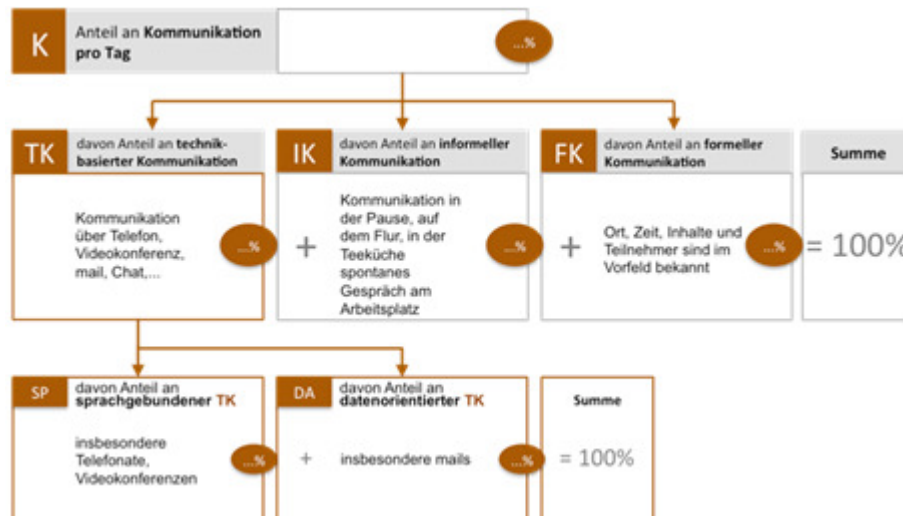 K
Anteil an Kommunikation
pro Tag
...%
TK
davon Anteil an technik-
basierter Kommunikation
IK
davon Anteil an informeller
Kommunikation
FK
davon Anteil an formeller
Kommunikation
Summe
Kommunikation
über Telefon,
Videokonferenz,
mail, Chat,...
...%
+
Kommunikation in
der Pause, auf
dem Flur, in der
Teeküche
spontanes
Gespräch am
Arbeitsplatz
...%
+
Ort, Zeit, Inhalte und
Teilnehmer sind im
Vorfeld bekannt
...%
= 100%
SP
davon Anteil an
sprachgebundener TK
DA
davon Anteil an
datenorientierter TK
Summe
insbesondere
Telefonate,
Videokonferenzen
...%
+
insbesondere mails
...%
= 100%